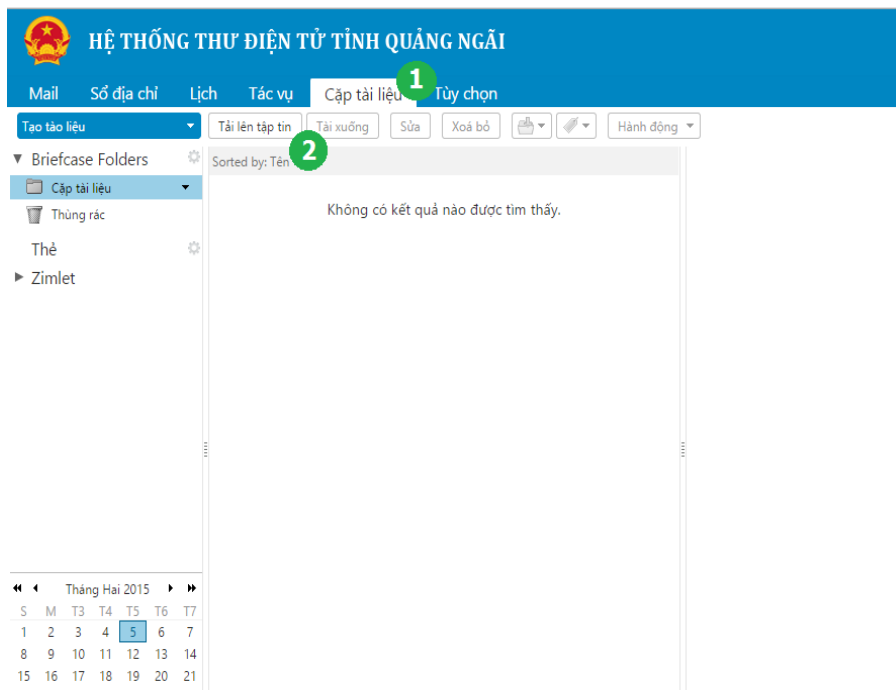 HỆ THỐNG THƯ ĐIỆN TỬ TỈNH QUẢNG NGÃI
Mail Sổ địa chỉ Lịch Tác vụ Cặp tài liệu 1 Tùy chọn
Tạo tào liệu Tải lên tập tin Tài xuống Sửa Xoá bỏ Hành động
2
▼ Briefcase Folders Sorted by: Tén
Cặp tài liệu
Thùng rác Không có kết quả nào được tìm thấy.
Thẻ
► Zimlet
Tháng Hai 2015
S M T3 T4 T5 T6 T7
1 2 3 4 5 6 7
8 9 10 11 12 13 14
15 16 17 18 19 20 21